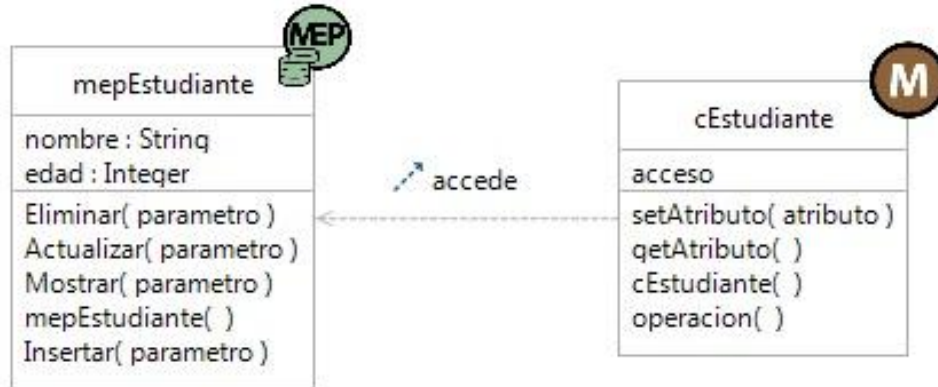 MEP
mepEstudiante
nombre : String
edad : Integer
Eliminar( parametro )
Actualizar( parametro )
Mostrar( parametro )
mepEstudiante( )
Insertar( parametro )
accede
M
cEstudiante
acceso
setAtributo( atributo )
getAtributo( )
cEstudiante( )
operacion( )